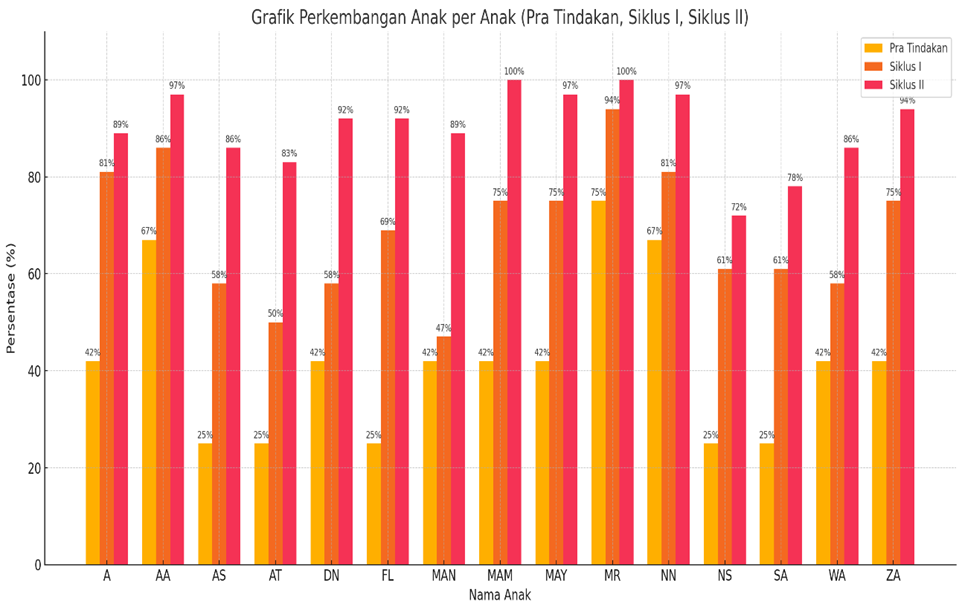 Grafik Perkembangan Anak per Anak (Pra Tindakan, Siklus I, Siklus II)
Pra Tindakan
Siklus I
Siklus II
Persentase (%)
100
80
60
40
20
0
42% 81% 89%
67% 86% 97%
25% 58% 86%
25% 50% 83%
42% 58% 92%
25% 69% 92%
42% 47% 89%
42% 75% 100%
42% 75% 97%
75% 94% 100%
67% 81% 97%
25% 61% 72%
25% 61% 78%
42% 58% 86%
42% 75% 94%
A AA AS AT DN FL MAN MAM MAY MR NN NS SA WA ZA
Nama Anak